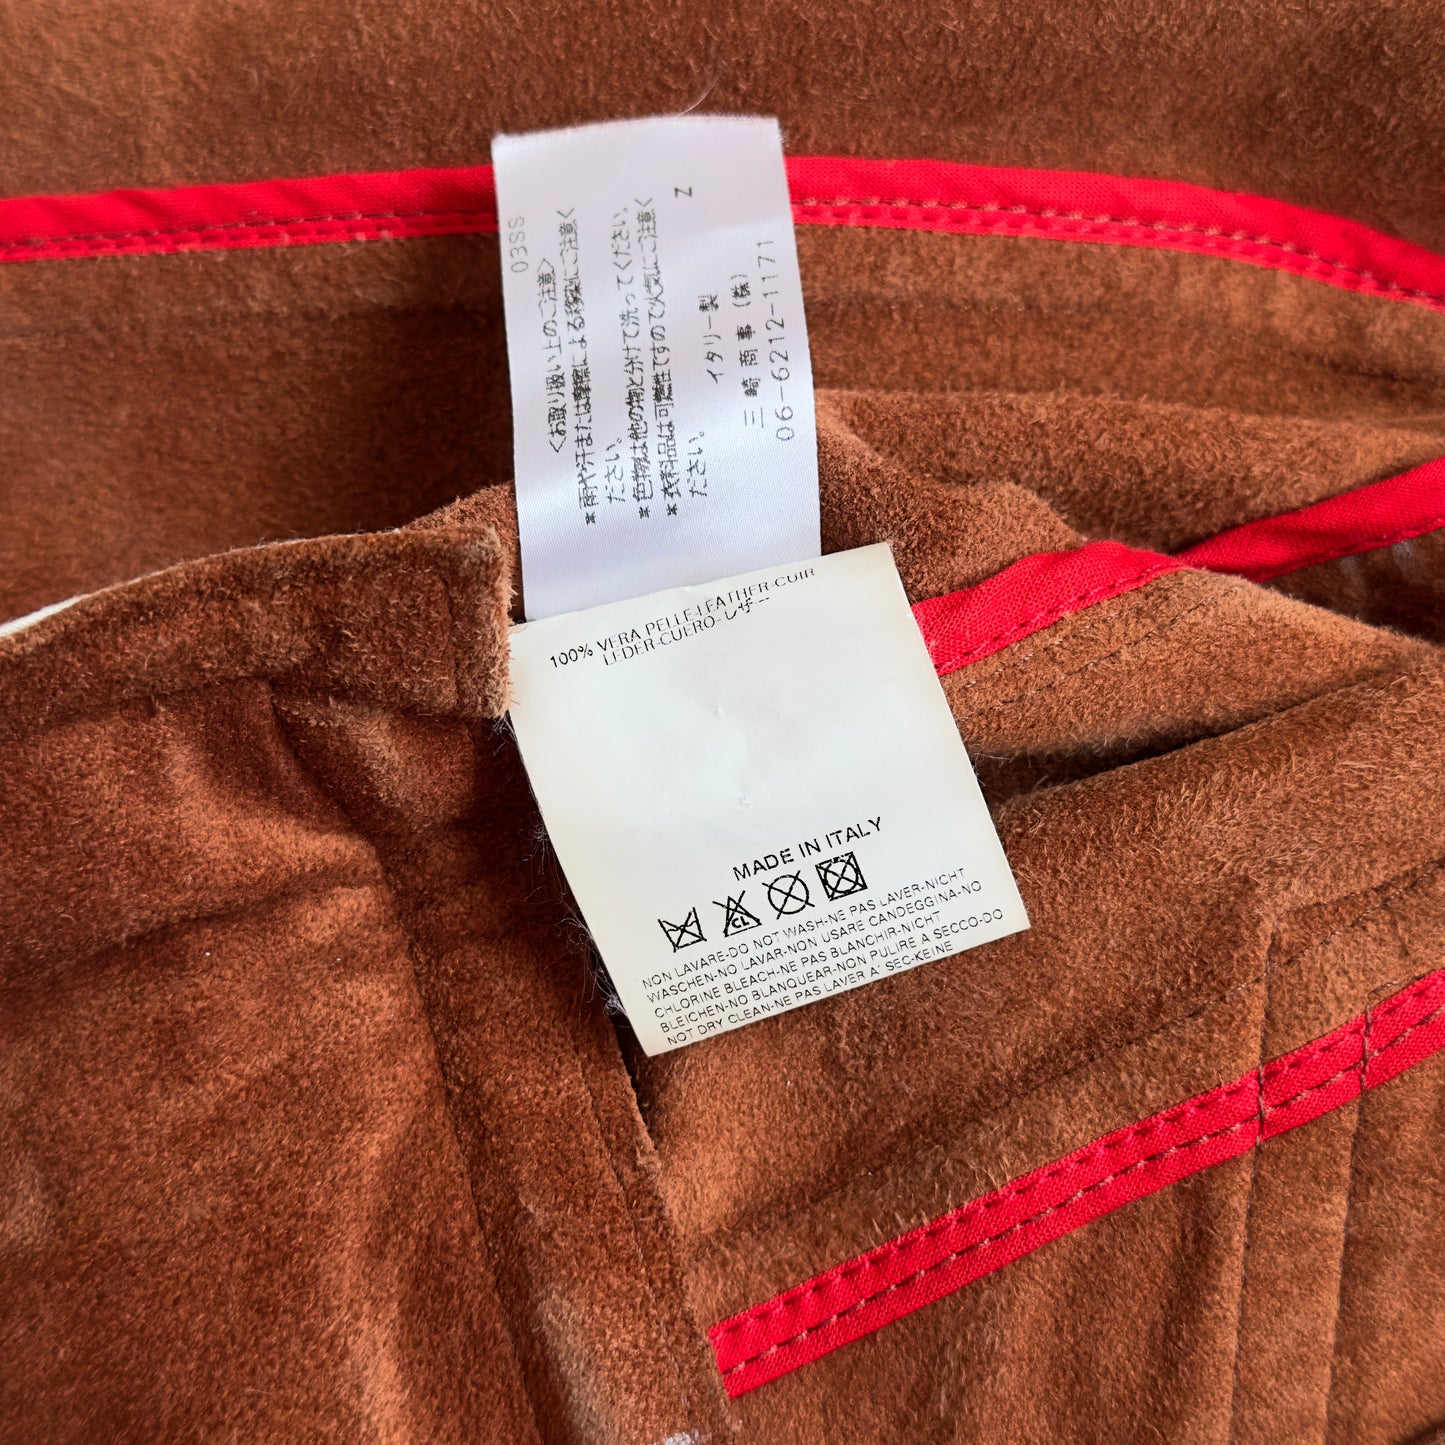 03SS
<お取り扱い上のご注意>
*雨や汗または摩擦による移染にご注意く
ださい。
*色物は他の物と分けて洗ってください。
*衣料品は可燃性ですので火気にご注意く
ださい。
Z
イタリー製
三崎商事(株)
06-6212-1171
100% VERA PELLE-LEATHER-CUIR
LEDER-CUERO-レザー
MADE IN ITALY
CL
NON LAVARE-DO NOT WASH-NE PAS LAVER-NICHT
WASCHEN-NO LAVAR-NON USARE CANDEGGINA-NO
CHLORINE BLEACH-NE PAS BLANCHIR-NICHT
BLEICHEN-NO BLANQUEAR-NON PULIRE A SECCO-DO
NOT DRY CLEAN-NE PAS LAVER A' SEC-KEINE